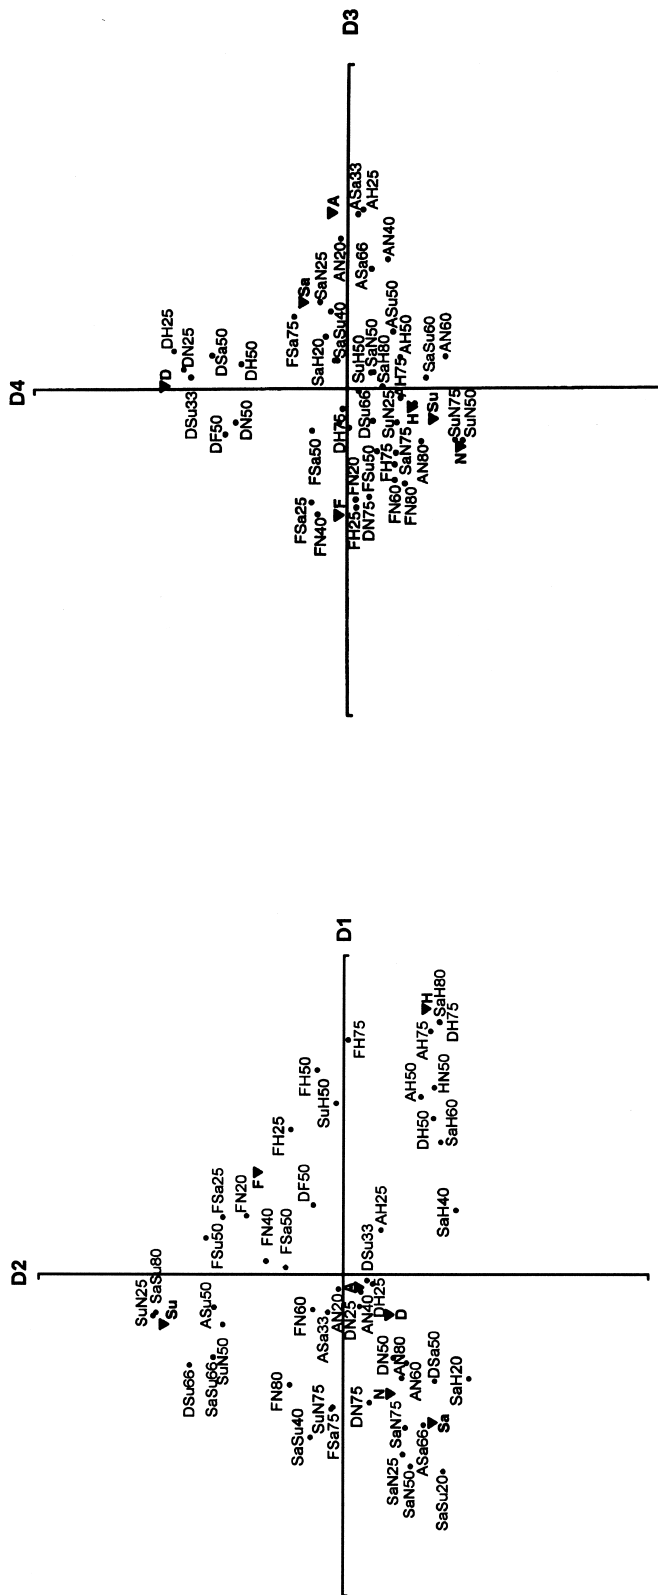 D3
ASa33
AH25
A
AN20
AN40
ASa66
Sa
SaN25
FSa75
SaSu40
ASu50
DH25
DN25
DSa50
DH50
SaH20
SuH50
SaN50
SaH80
AH50
SaSu60
AN60
D4
D
DSu33
DF50
DN50
DH75
DSu66
SuN25
AH75
H
Su
SuN75
SuN50
N
FSa50
FSa25
FN40
F
FN20
FH25
DN75
FSu50
FH75
SaN75
AN80
FN60
FN80
D1
H
SaH80
DH75
AH75
FH75
FH50
SuH50
AH50
HN50
DH50
SaH60
FH25
F
DF50
FSa25
FN20
AH25
SaH40
FSu50
FN40
FSa50
DSu33
D2
SuN25
SaSu80
Su
ASu50
DSu66
SaSu66
SuN50
FN60
ASa33
AN20
A
DN25
AN40
DH25
D
FN80
SaSu40
SuN75
FSa75
DN75
DN50
AN80
AN60
DSa50
SaH20
N
SaN25
SaN75
SaN50
ASa66
Sa
SaSu20